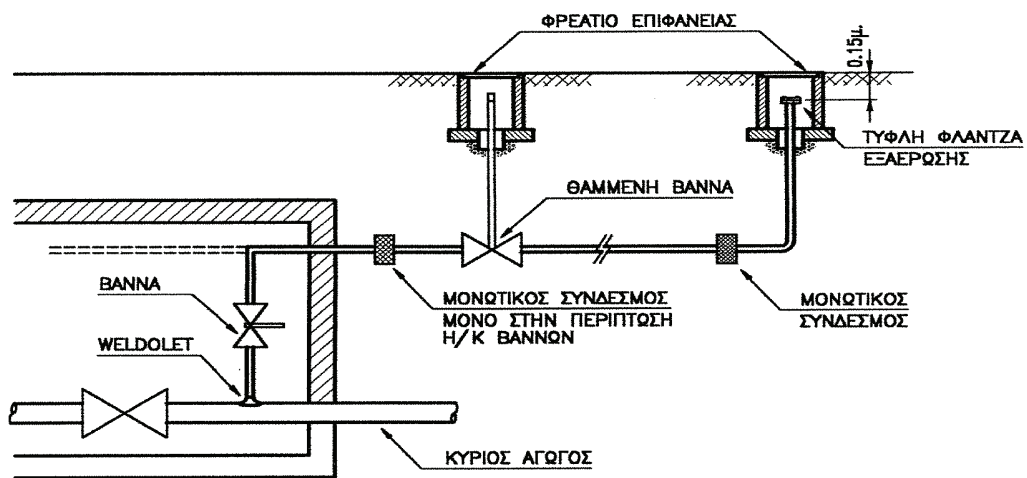 ΦΡΕΑΤΙΟ ΕΠΙΦΑΝΕΙΑΣ
0.15μ.
ΤΥΦΛΗ ΦΛΑΝΤΖΑ
ΕΞΑΕΡΩΣΗΣ
ΘΑΜΜΕΝΗ ΒΑΝΝΑ
ΒΑΝΝΑ
ΜΟΝΩΤΙΚΟΣ ΣΥΝΔΕΣΜΟΣ
ΜΟΝΟ ΣΤΗΝ ΠΕΡΙΠΤΩΣΗ
Η/Κ ΒΑΝΝΩΝ
ΜΟΝΩΤΙΚΟΣ
ΣΥΝΔΕΣΜΟΣ
WELDOLET
ΚΥΡΙΟΣ ΑΓΩΓΟΣ